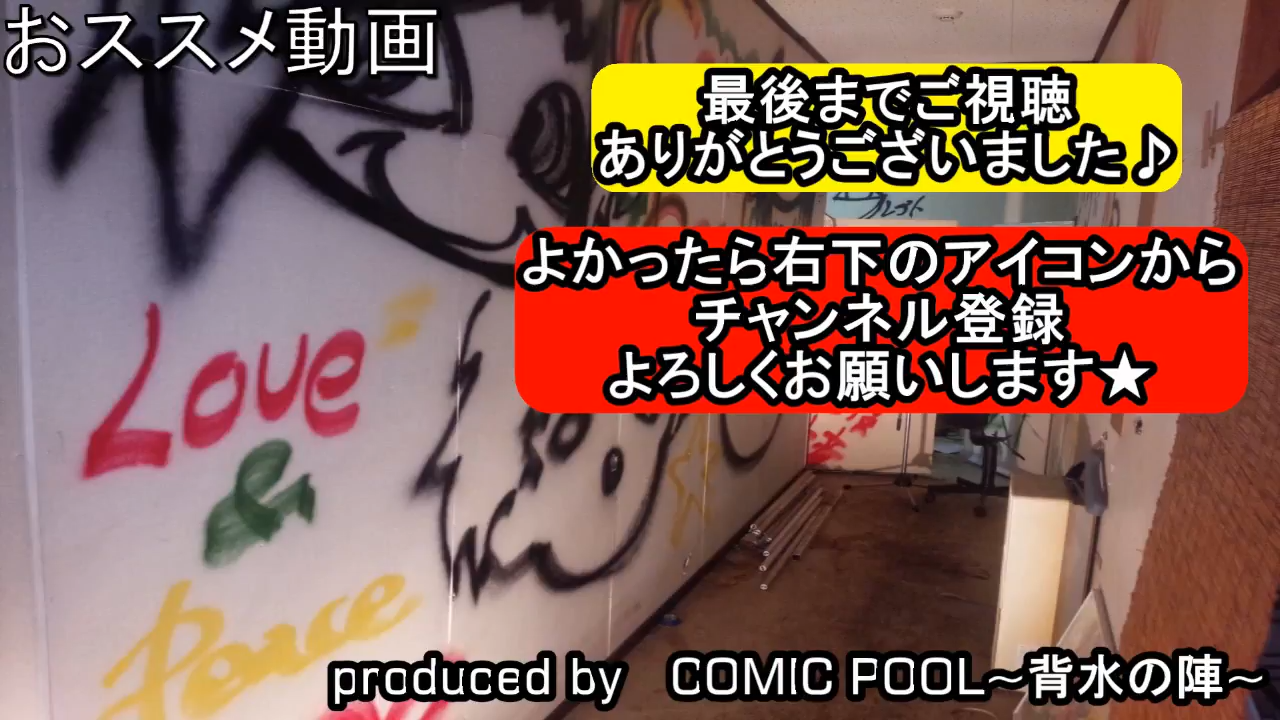 おススメ動画
最後までご視聴
ありがとうございました♪
よかったら右下のアイコンから
チャンネル登録
よろしくお願いします★
Love
&
Peace
produced by　COMIC POOL~背水の陣~